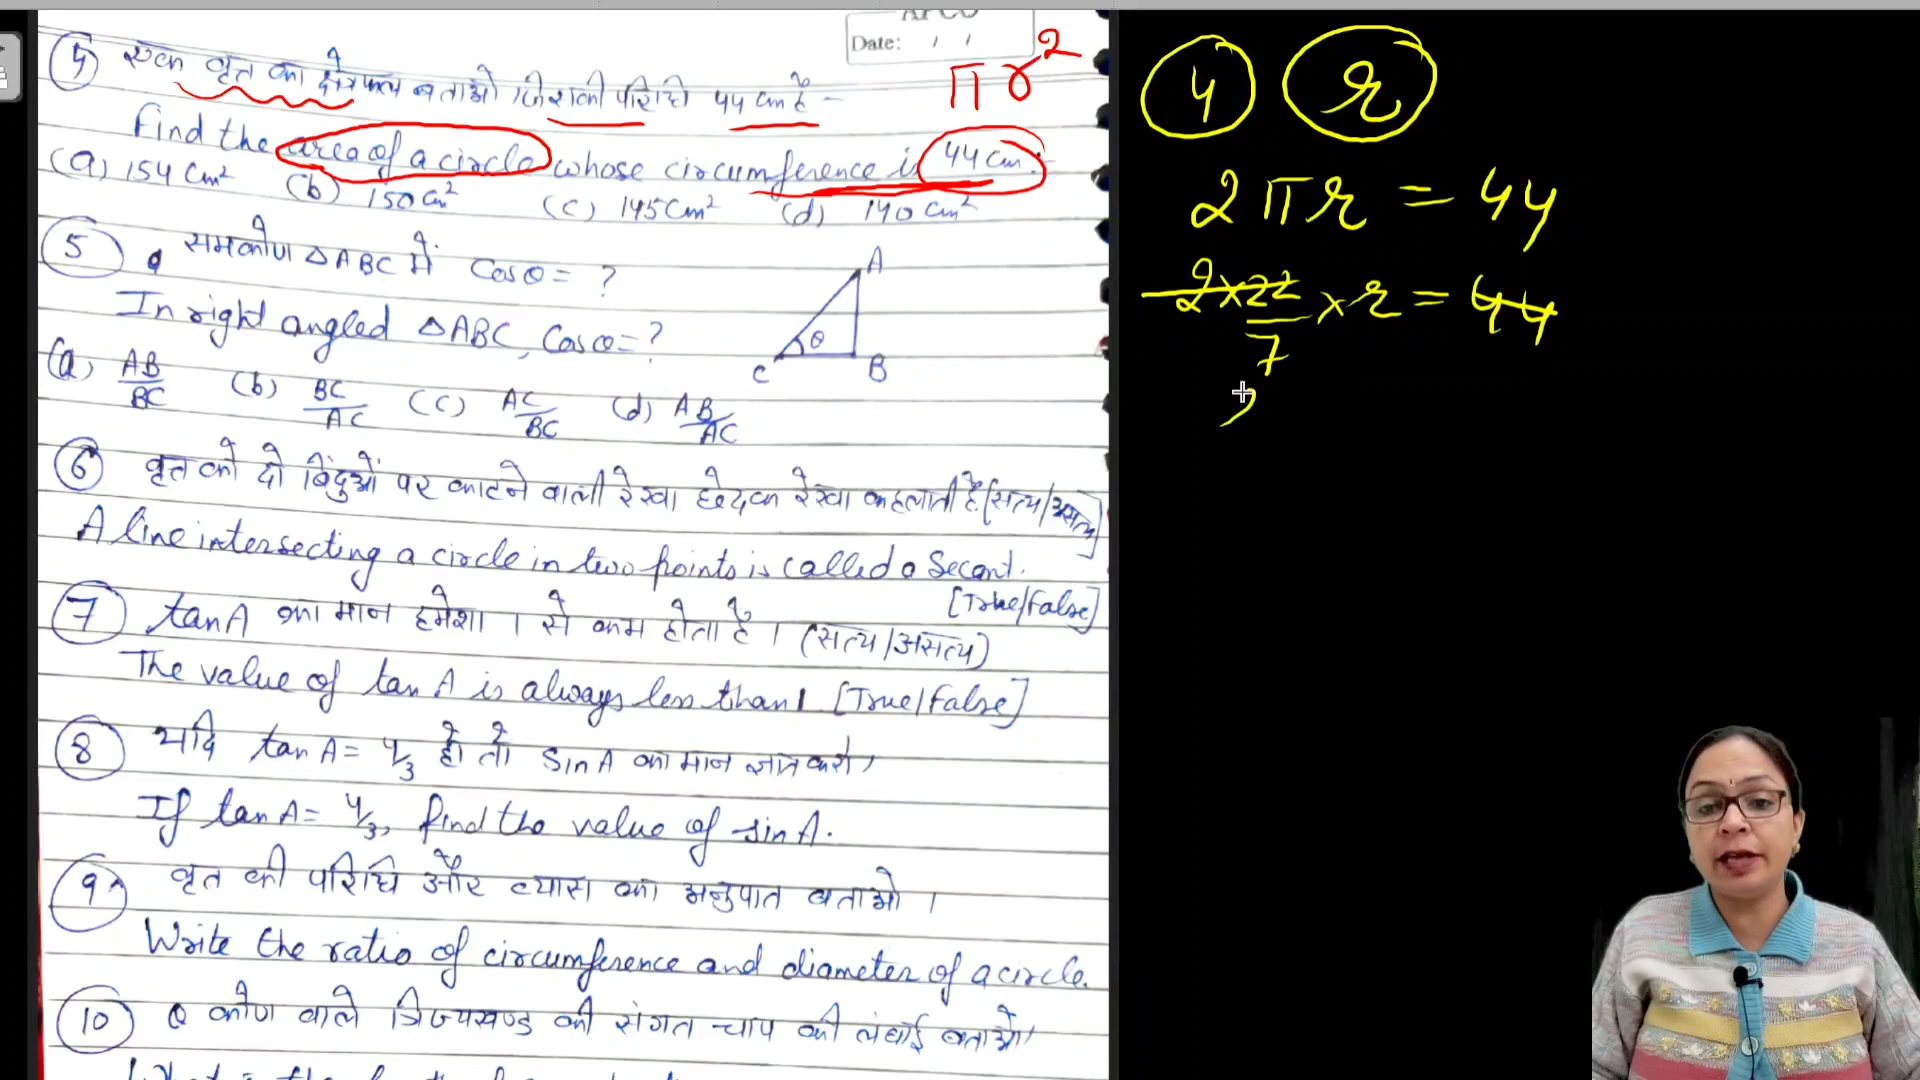 APCO
Date: / /
4 एक वृत्त का क्षेत्रफल बताओ जिसकी परिधि 44 cm है -
πr²
Find the area of a circle whose circumference is 44 cm.
(a) 154 cm² (b) 150 cm² (c) 145 cm² (d) 140 cm²
5 समकोण △ABC में Cosθ = ?
In right angled △ABC, Cosθ = ?
A
θ
C B
(a) AB/BC (b) BC/AC (c) AC/BC (d) AB/AC
6 वृत्त को दो बिंदुओं पर काटने वाली रेखा छेदक रेखा कहलाती है [सत्य/असत्य]
A line intersecting a circle in two points is called a Secant.
[True/False]
7 tanA का मान हमेशा 1 से कम होता है । (सत्य/असत्य)
The value of tan A is always less than 1 [True/False]
8 यदि tan A = 4/3 हो तो sin A का मान ज्ञात करो।
If tan A = 4/3, find the value of sin A.
9 वृत्त की परिधि और व्यास का अनुपात बताओ ।
Write the ratio of circumference and diameter of a circle.
10 θ कोण वाले त्रिज्यखण्ड की संगत चाप की लंबाई बताओ।
4 r
2πr = 44
2×22/7 × r = 44